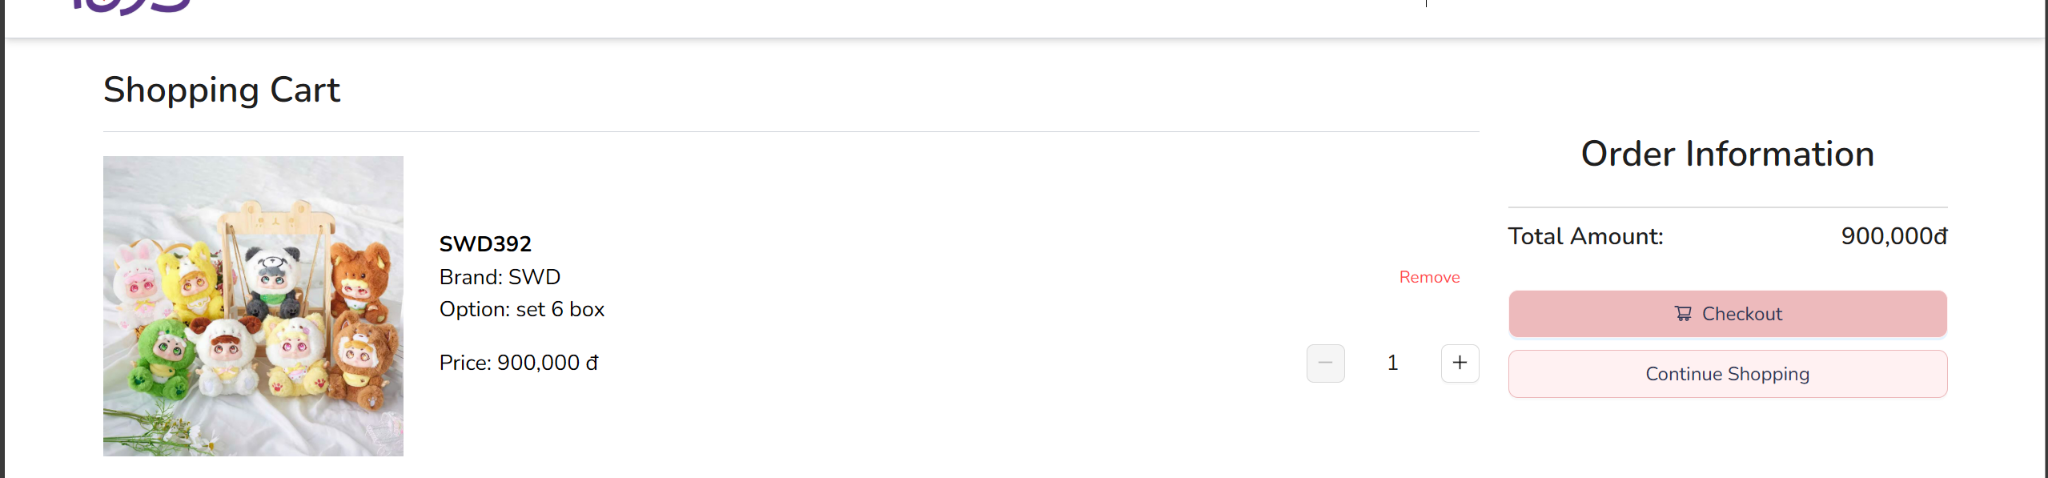 Shopping Cart
SWD392
Brand: SWD
Option: set 6 box
Price: 900,000 đ
Remove
1
Order Information
Total Amount: 900,000đ
Checkout
Continue Shopping